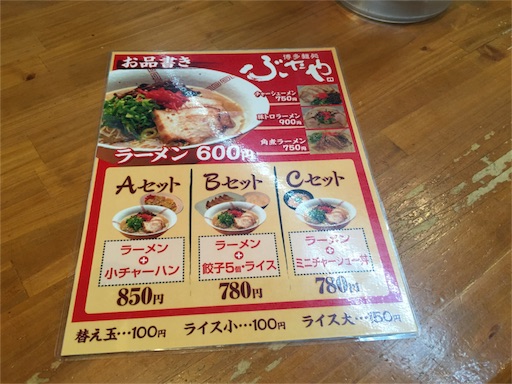 お品書き
博多麺処
ぶたや
チャーシューメン
750円
豚トロラーメン
900円
角煮ラーメン
750円
ラーメン 600円
Aセット
ラーメン
+
小チャーハン
850円
Bセット
ラーメン
+
餃子5個・ライス
780円
Cセット
ラーメン
+
ミニチャーシュー丼
780円
替え玉…100円 ライス小…100円 ライス大…150円